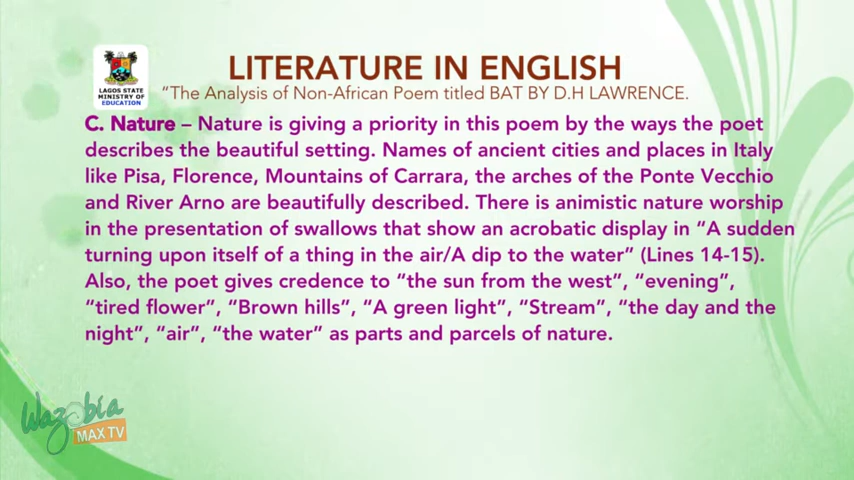 LAGOS STATE
MINISTRY OF
EDUCATION
LITERATURE IN ENGLISH
“The Analysis of Non-African Poem titled BAT BY D.H LAWRENCE.
C. Nature – Nature is giving a priority in this poem by the ways the poet
describes the beautiful setting. Names of ancient cities and places in Italy
like Pisa, Florence, Mountains of Carrara, the arches of the Ponte Vecchio
and River Arno are beautifully described. There is animistic nature worship
in the presentation of swallows that show an acrobatic display in “A sudden
turning upon itself of a thing in the air/A dip to the water” (Lines 14-15).
Also, the poet gives credence to “the sun from the west”, “evening”,
“tired flower”, “Brown hills”, “A green light”, “Stream”, “the day and the
night”, “air”, “the water” as parts and parcels of nature.
Wazobia
MAX TV